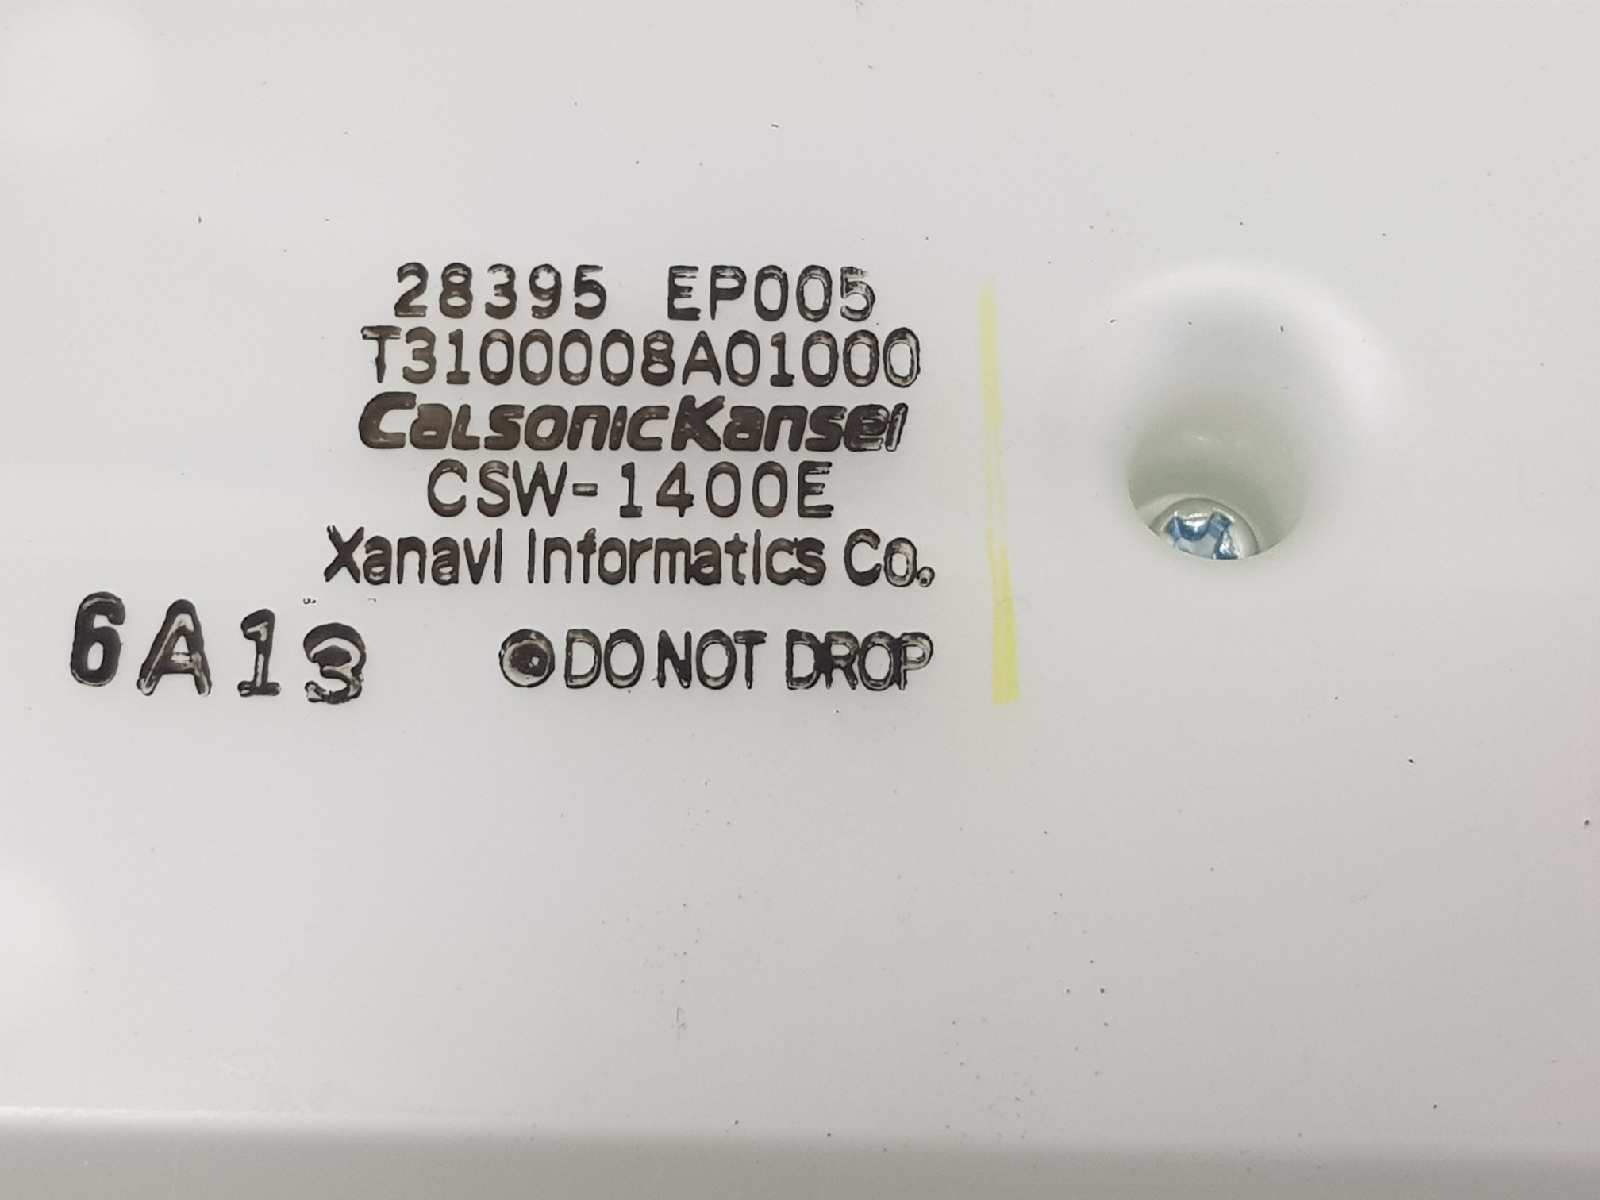 28395 EP005
T3100008A01000
CalsonicKansei
CSW-1400E
Xanavi Informatics Co.
6A13
DO NOT DROP